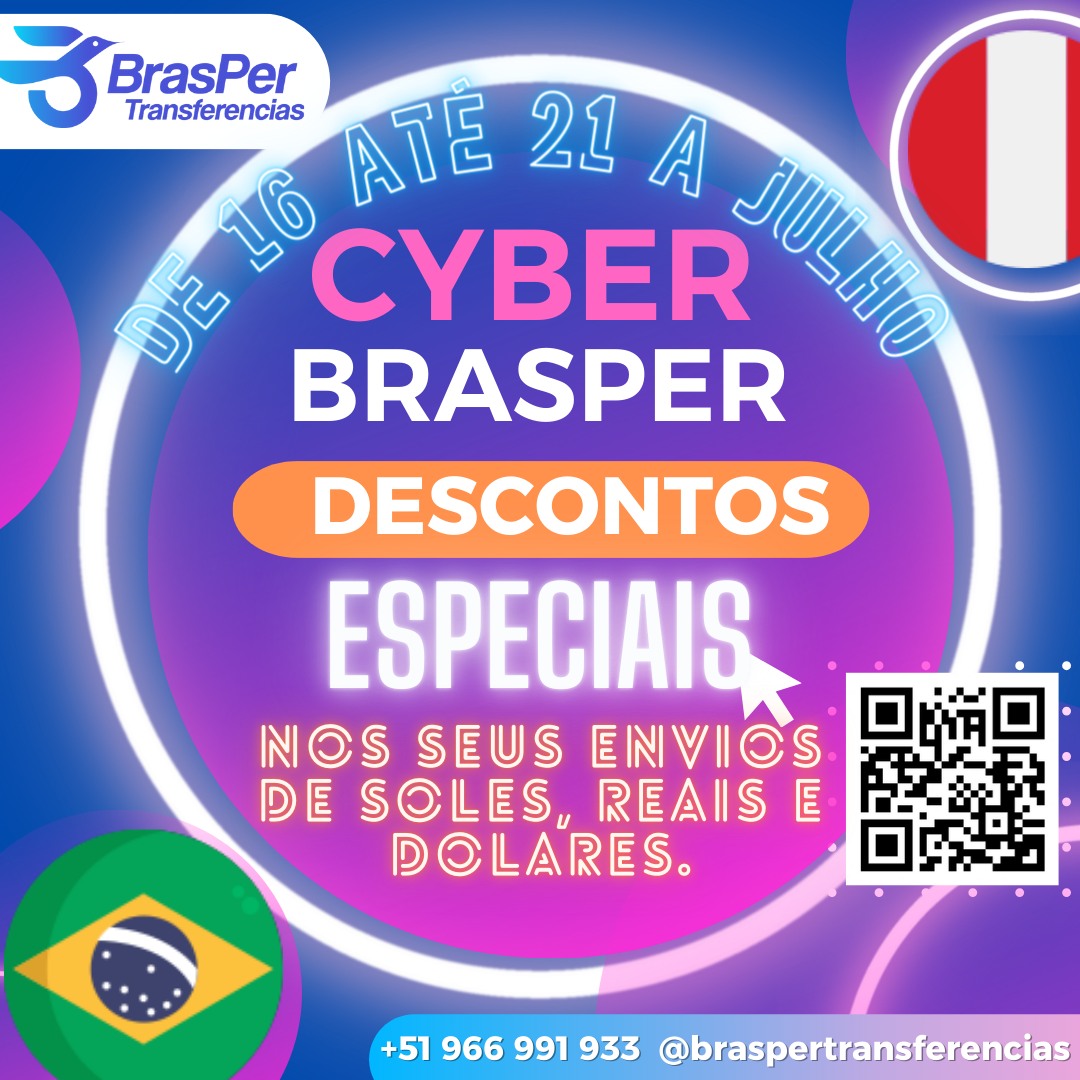 BrasPer
Transferencias
DE 16 ATÉ 21 A JULHO
CYBER
BRASPER
DESCONTOS
ESPECIAIS
NOS SEUS ENVIOS
DE SOLES, REAIS E
DOLARES.
+51 966 991 933 @braspertransferencias